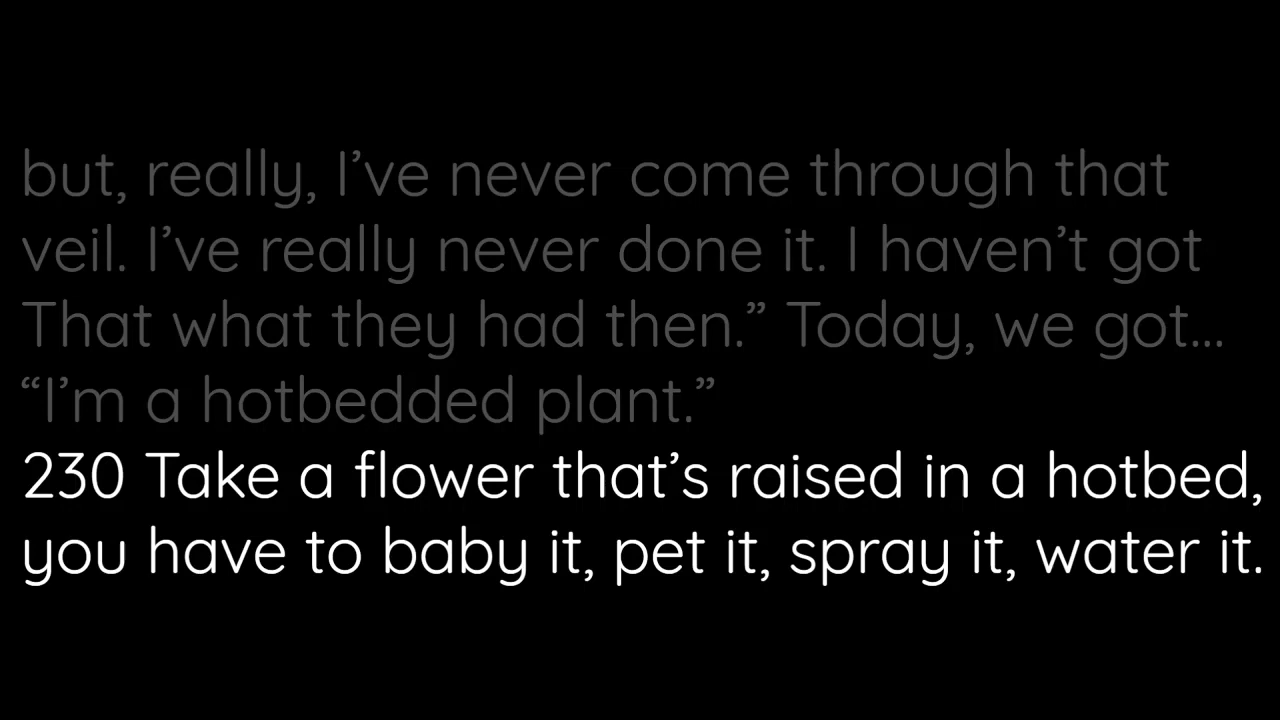 but, really, I’ve never come through that
veil. I’ve really never done it. I haven’t got
That what they had then.” Today, we got...
“I’m a hotbedded plant.”
230 Take a flower that’s raised in a hotbed,
you have to baby it, pet it, spray it, water it.